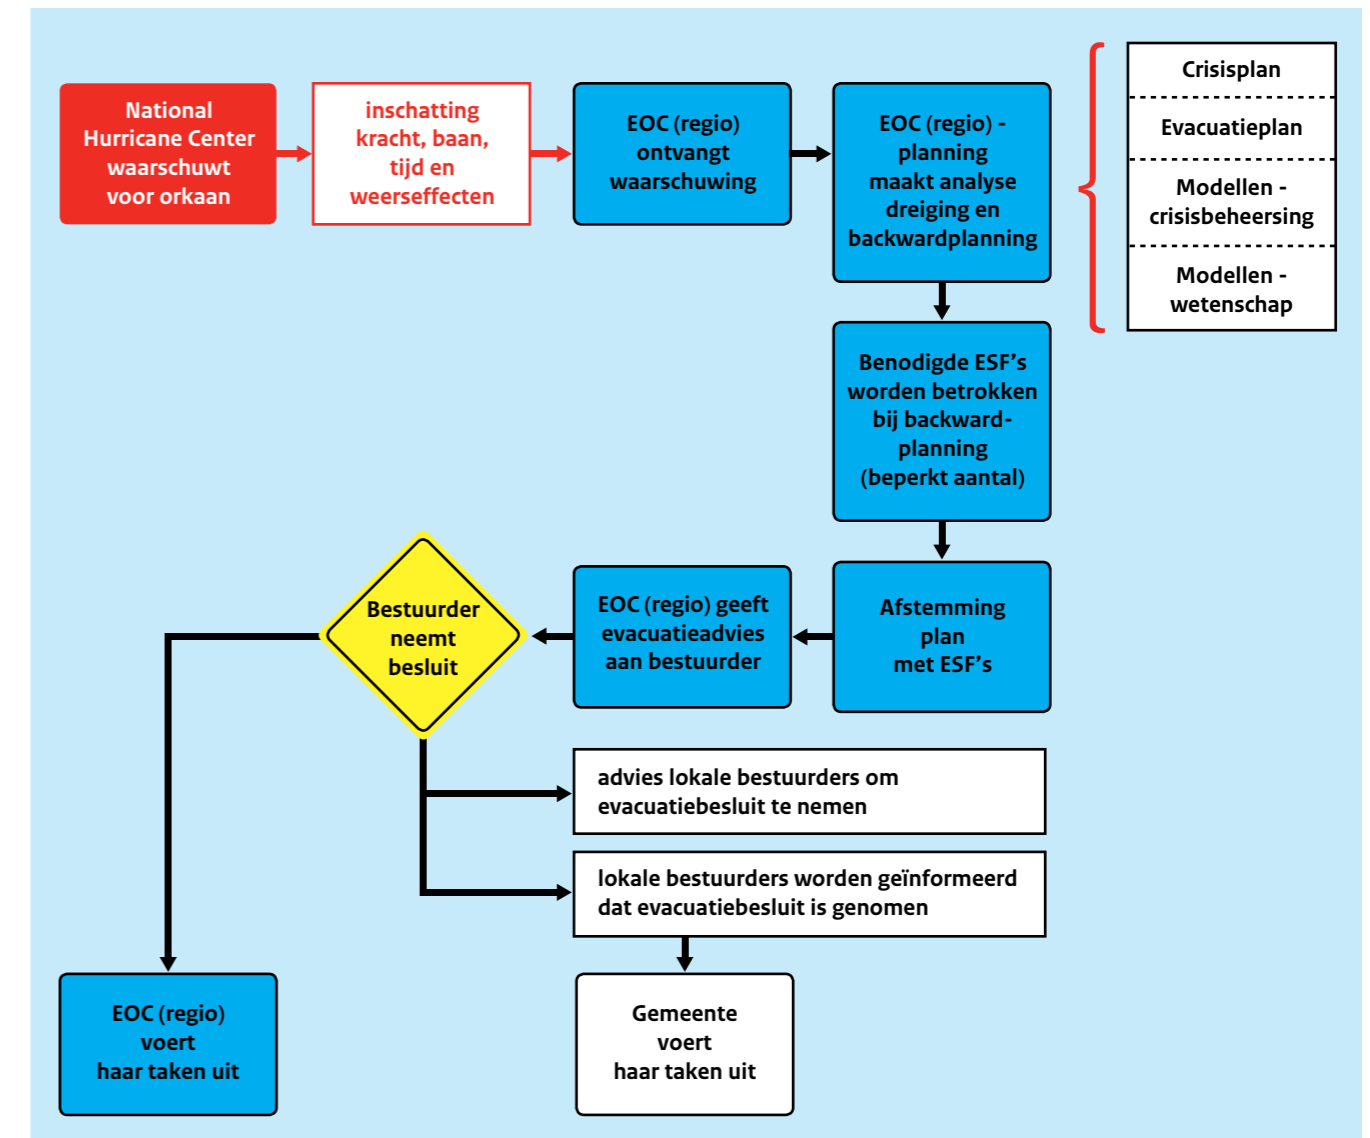 National
Hurricane Center
waarschuwt
voor orkaan
inschatting
kracht, baan,
tijd en
weerseffecten
EOC (regio)
ontvangt
waarschuwing
EOC (regio) -
planning
maakt analyse
dreiging en
backwardplanning
Crisisplan
Evacuatieplan
Modellen -
crisisbeheersing
Modellen -
wetenschap
Benodigde ESF’s
worden betrokken
bij backward-
planning
(beperkt aantal)
Afstemming
plan
met ESF’s
EOC (regio) geeft
evacuatieadvies
aan bestuurder
Bestuurder
neemt
besluit
advies lokale bestuurders om
evacuatiebesluit te nemen
lokale bestuurders worden geïnformeerd
dat evacuatiebesluit is genomen
EOC (regio)
voert
haar taken uit
Gemeente
voert
haar taken uit